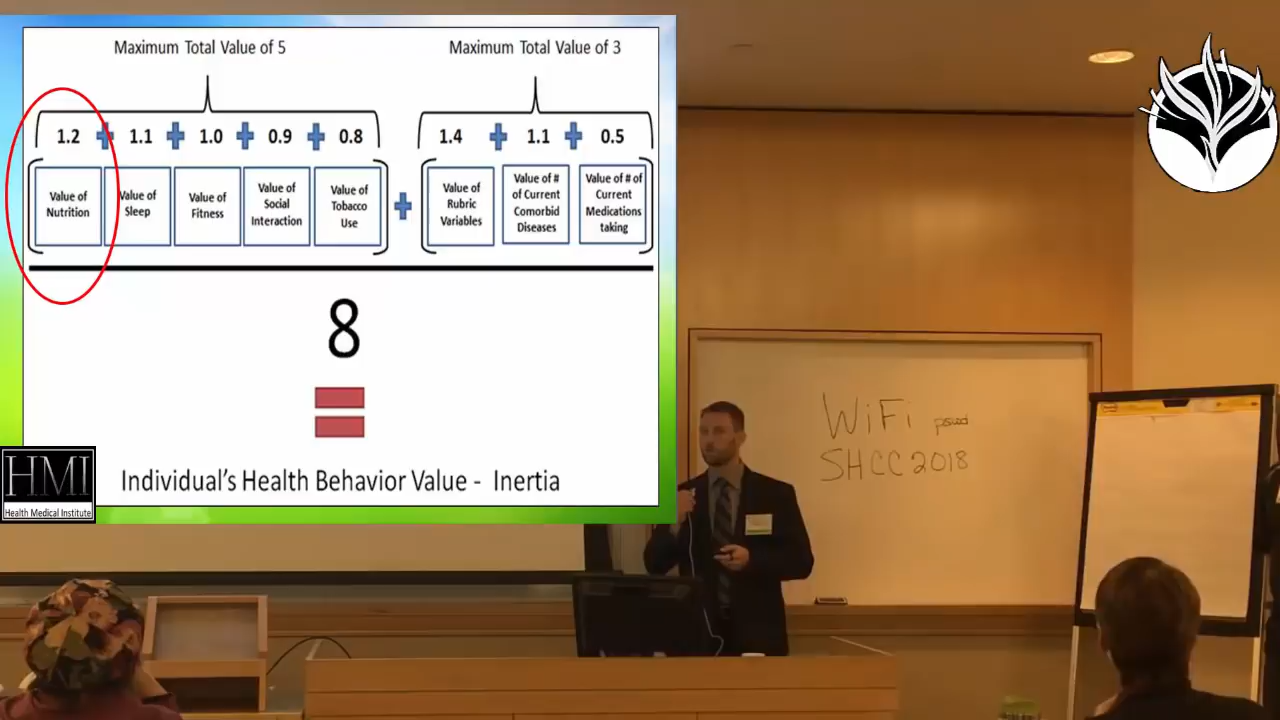 Maximum Total Value of 5
Maximum Total Value of 3
1.2 + 1.1 + 1.0 + 0.9 + 0.8
1.4 + 1.1 + 0.5
Value of
Nutrition
Value of
Sleep
Value of
Fitness
Value of
Social
Interaction
Value of
Tobacco
Use
+
Value of
Rubric
Variables
Value of #
of Current
Comorbid
Diseases
Value of # of
Current
Medications
taking
8
=
Individual's Health Behavior Value - Inertia
HMI
Health Medical Institute
WiFi pswd
SHCC2018